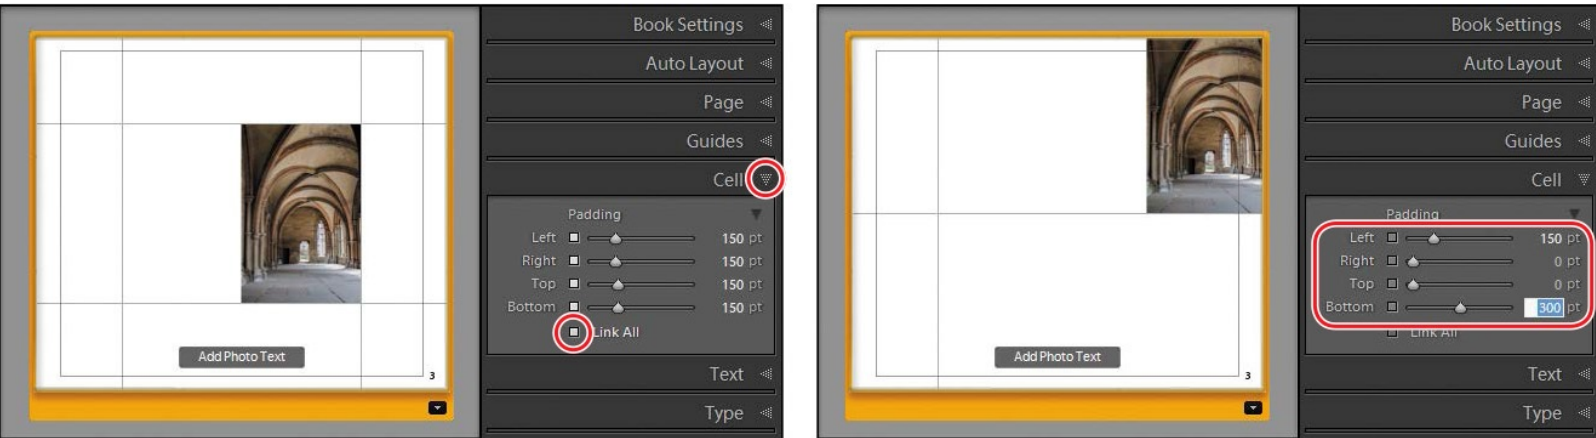 Book Settings
Auto Layout
Page
Guides
Cell
Padding
Left 150 pt
Right 150 pt
Top 150 pt
Bottom 150 pt
Link All
Text
Type
Add Photo Text
3
Book Settings
Auto Layout
Page
Guides
Cell
Padding
Left 150 pt
Right 0 pt
Top 0 pt
Bottom 300 pt
Link All
Text
Type
Add Photo Text
3